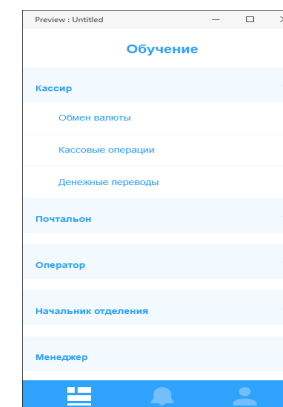 Preview : Untitled
Обучение
Кассир
Обмен валюты
Кассовые операции
Денежные переводы
Почтальон
Оператор
Начальник отделения
Менеджер